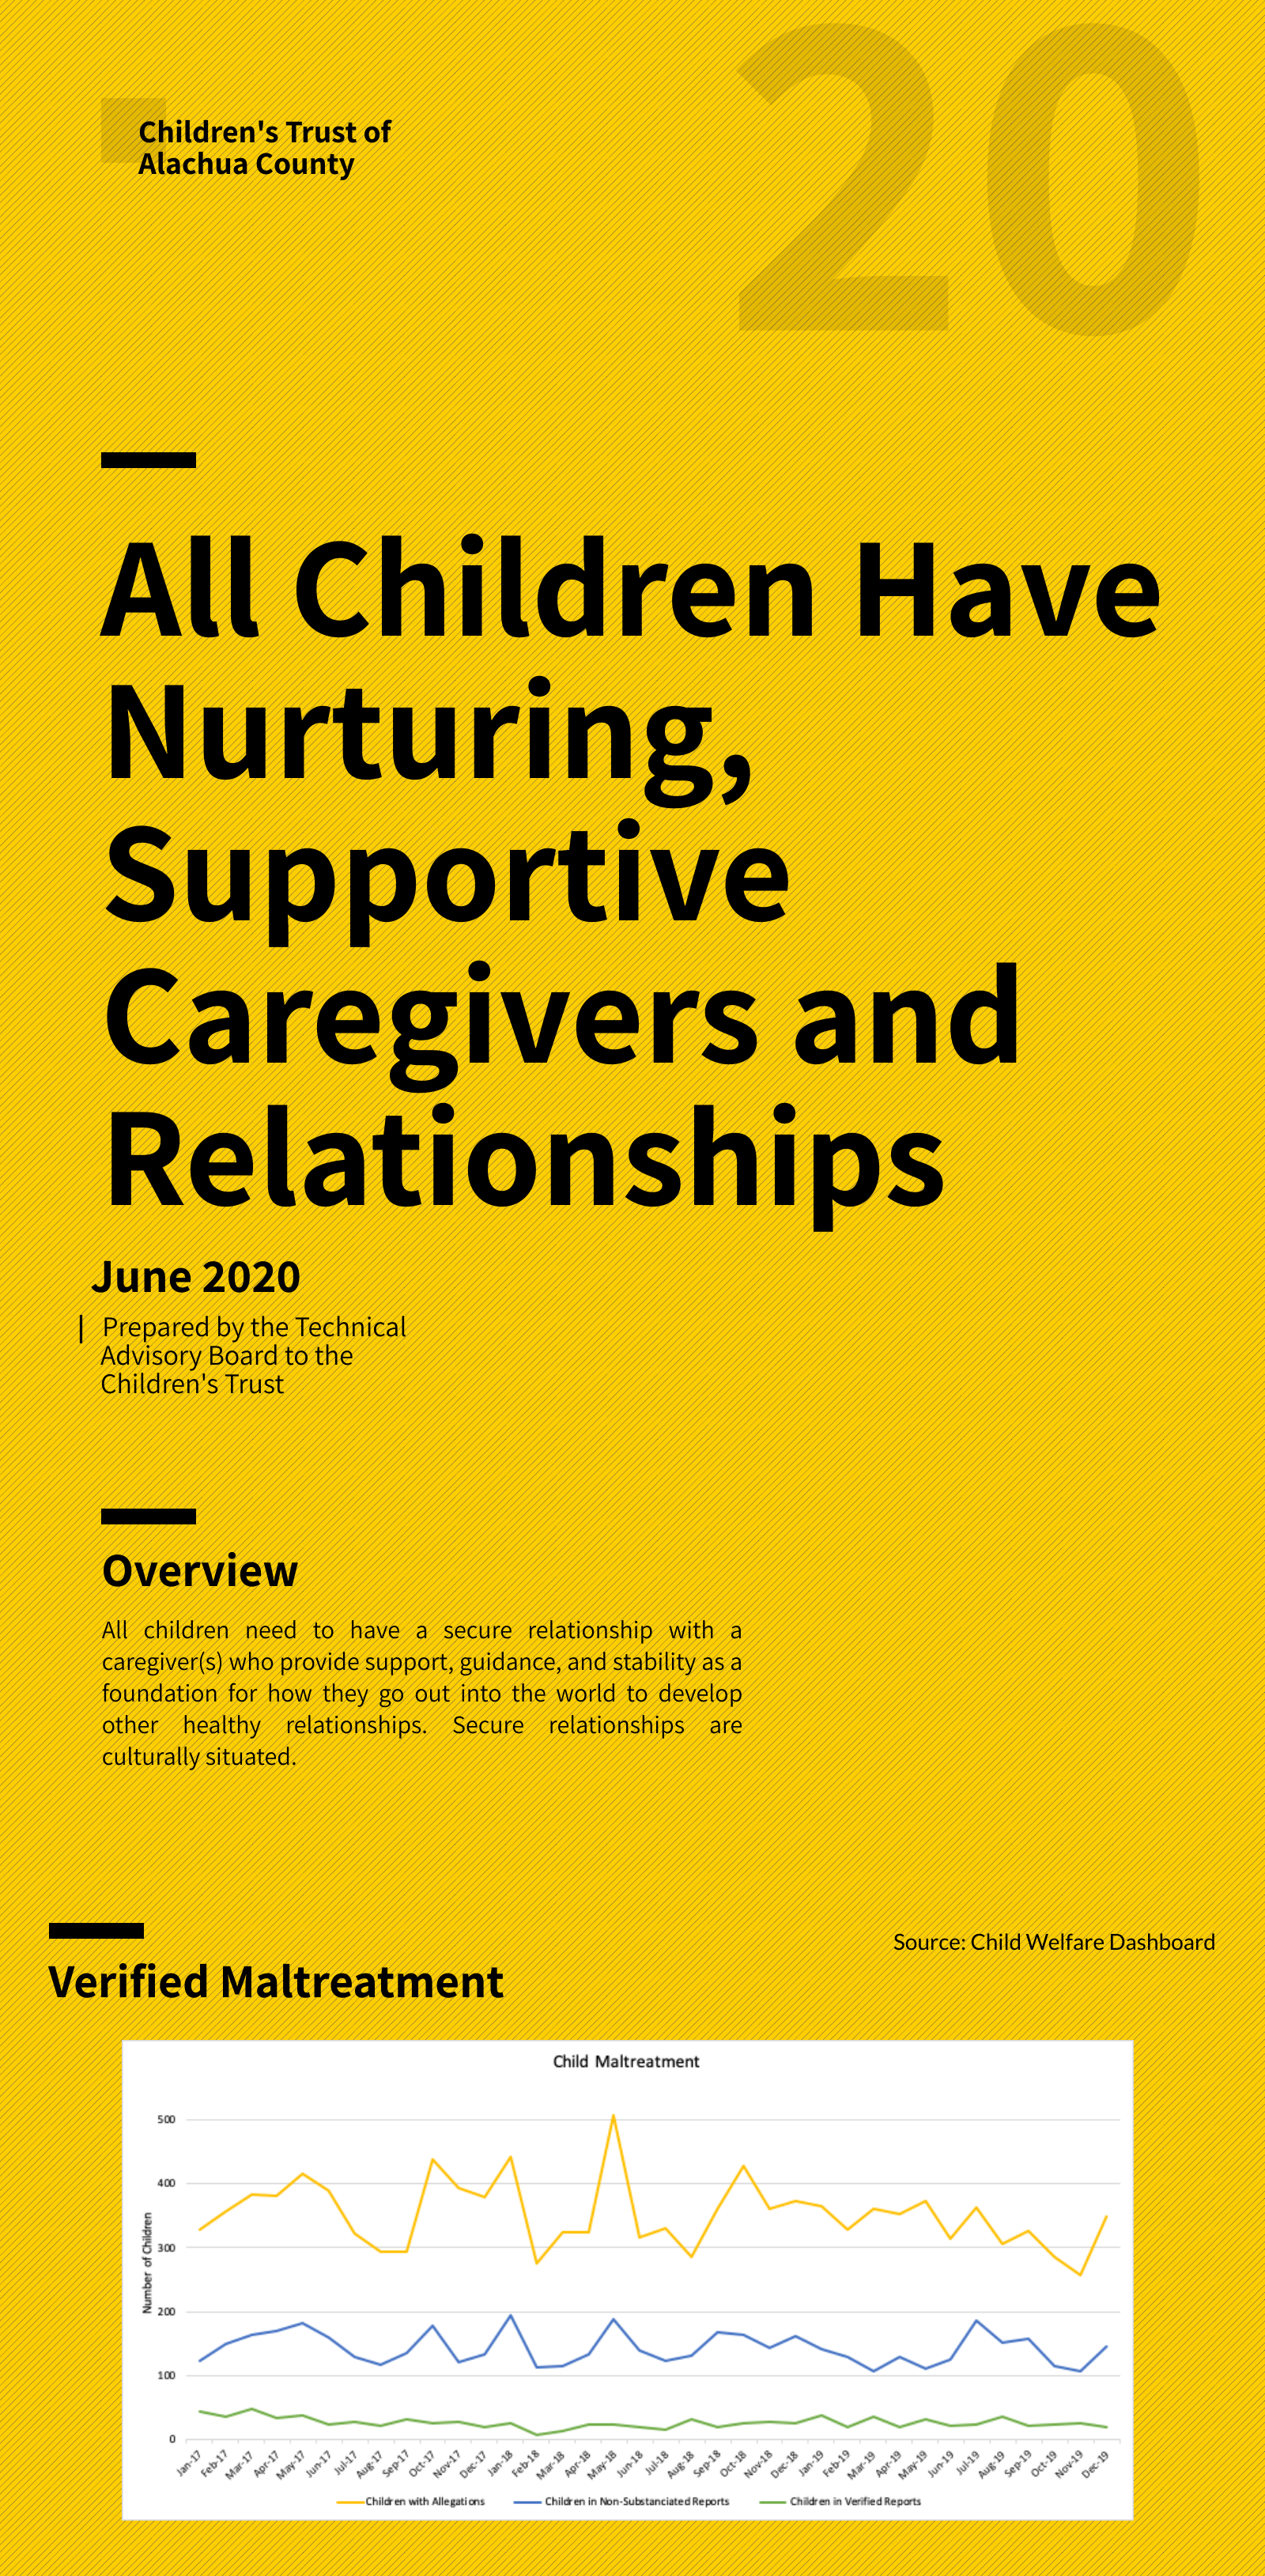 20
Children's Trust of
Alachua County
All Children Have
Nurturing,
Supportive
Caregivers and
Relationships
June 2020
| Prepared by the Technical
Advisory Board to the
Children's Trust
Overview
All children need to have a secure relationship with a
caregiver(s) who provide support, guidance, and stability as a
foundation for how they go out into the world to develop
other healthy relationships. Secure relationships are
culturally situated.
Source: Child Welfare Dashboard
Verified Maltreatment
Child Maltreatment
Number of Children
500
400
300
200
100
0
Jan-17 Feb-17 Mar-17 Apr-17 May-17 Jun-17 Jul-17 Aug-17 Sep-17 Oct-17 Nov-17 Dec-17 Jan-18 Feb-18 Mar-18 Apr-18 May-18 Jun-18 Jul-18 Aug-18 Sep-18 Oct-18 Nov-18 Dec-18 Jan-19 Feb-19 Mar-19 Apr-19 May-19 Jun-19 Jul-19 Aug-19 Sep-19 Oct-19 Nov-19 Dec-19
Children with Allegations Children in Non-Substanciated Reports Children in Verified Reports